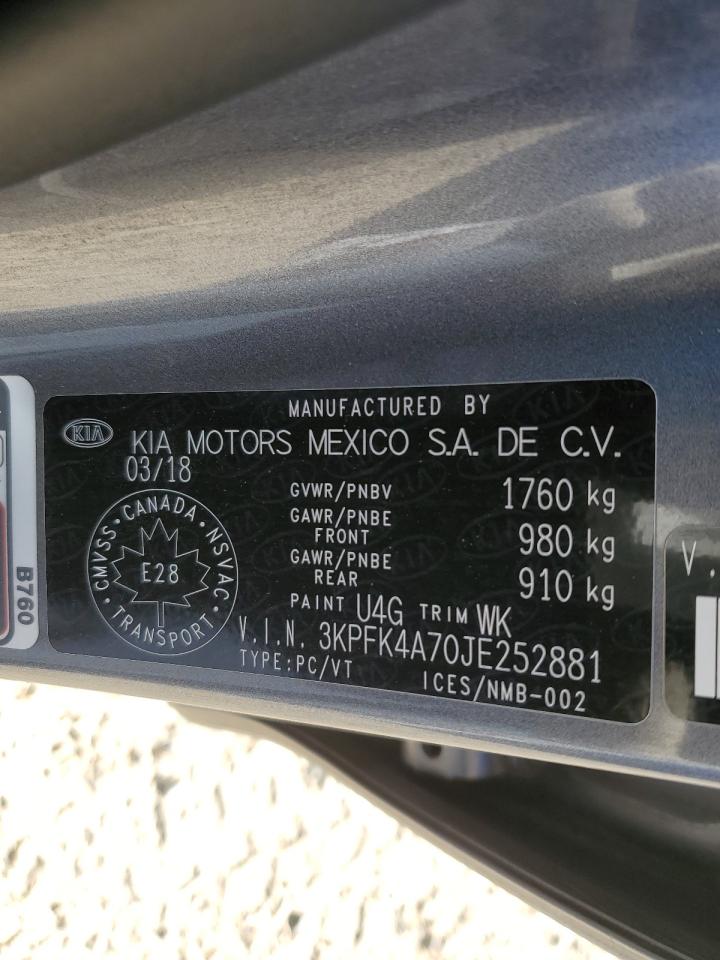 MANUFACTURED BY
KIA KIA MOTORS MEXICO S.A. DE C.V.
03/18
GVWR/PNBV 1760 kg
GAWR/PNBE FRONT 980 kg
GAWR/PNBE REAR 910 kg
PAINT U4G TRIM WK
V.I.N. 3KPFK4A70JE252881
TYPE:PC/VT ICES/NMB-002
CMVSS • CANADA • NSVAC • TRANSPORT •
E28
B760
V.